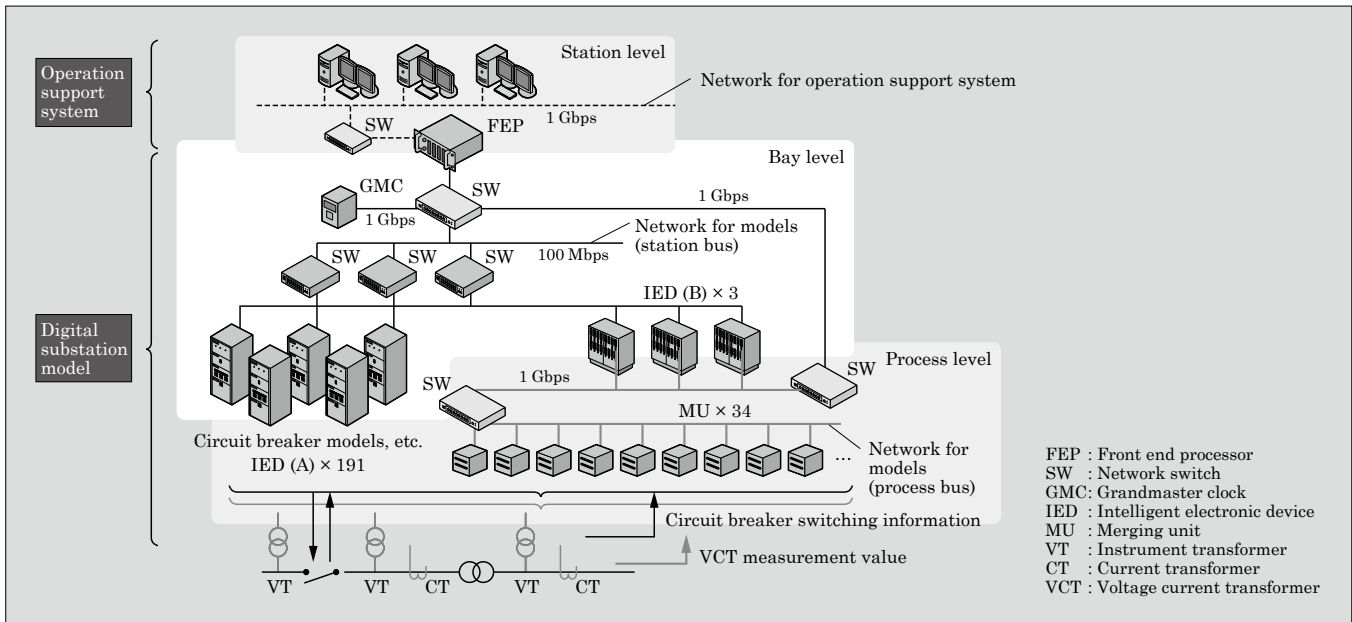 Operation
support
system
Station level
Network for operation support system
1 Gbps
SW
FEP
Bay level
GMC
SW
1 Gbps
1 Gbps
Network for models
(station bus)
100 Mbps
SW
SW
SW
IED (B) × 3
Digital
substation
model
Process level
SW
1 Gbps
SW
MU × 34
Circuit breaker models, etc.
IED (A) × 191
...
Network for
models
(process bus)
Circuit breaker switching information
VCT measurement value
VT
VT
CT
VT
CT
FEP : Front end processor
SW : Network switch
GMC: Grandmaster clock
IED : Intelligent electronic device
MU : Merging unit
VT : Instrument transformer
CT : Current transformer
VCT : Voltage current transformer